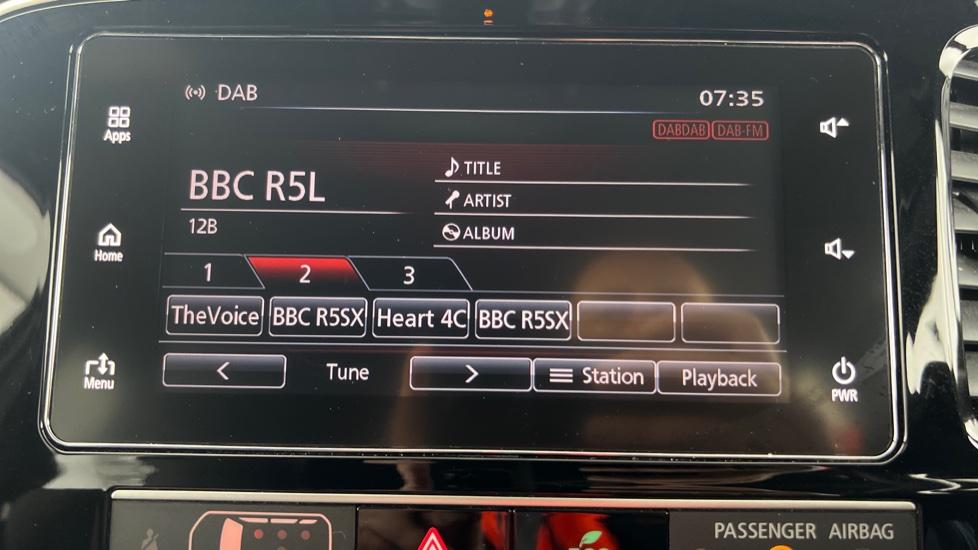 DAB
07:35
DABDAB DAB-FM
Apps
BBC R5L
TITLE
ARTIST
12B
ALBUM
Home
1 2 3
TheVoice BBC R5SX Heart 4C BBC R5SX
Menu
< Tune > Station Playback
PWR
PASSENGER AIRBAG